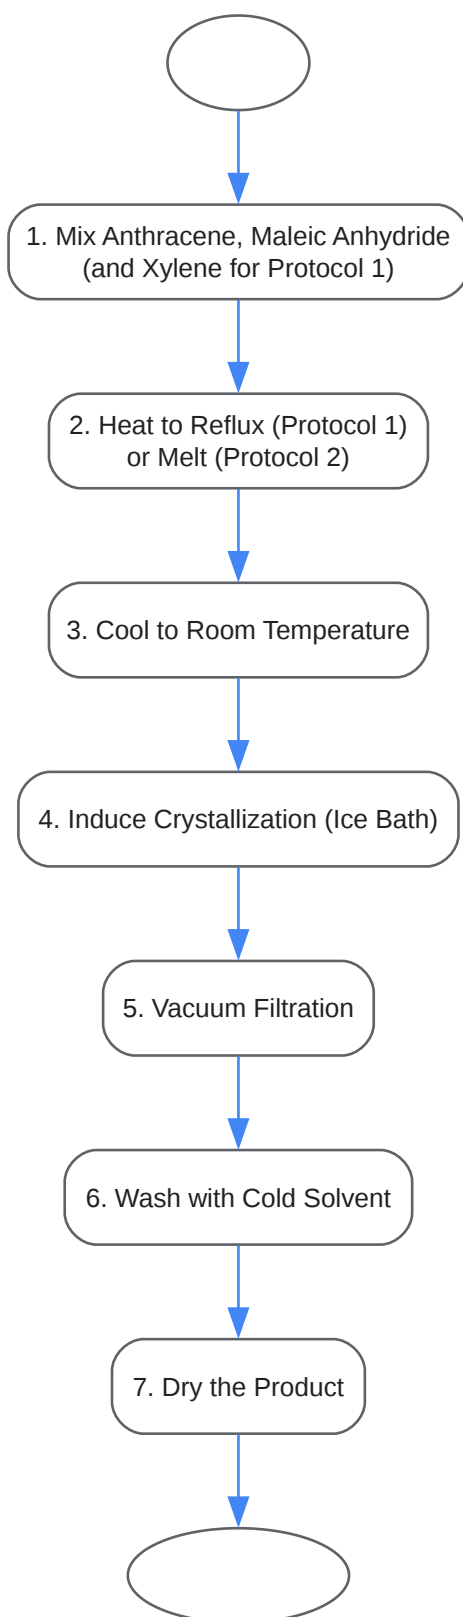 1. Mix Anthracene, Maleic Anhydride
(and Xylene for Protocol 1)
2. Heat to Reflux (Protocol 1)
or Melt (Protocol 2)
3. Cool to Room Temperature
4. Induce Crystallization (Ice Bath)
5. Vacuum Filtration
6. Wash with Cold Solvent
7. Dry the Product